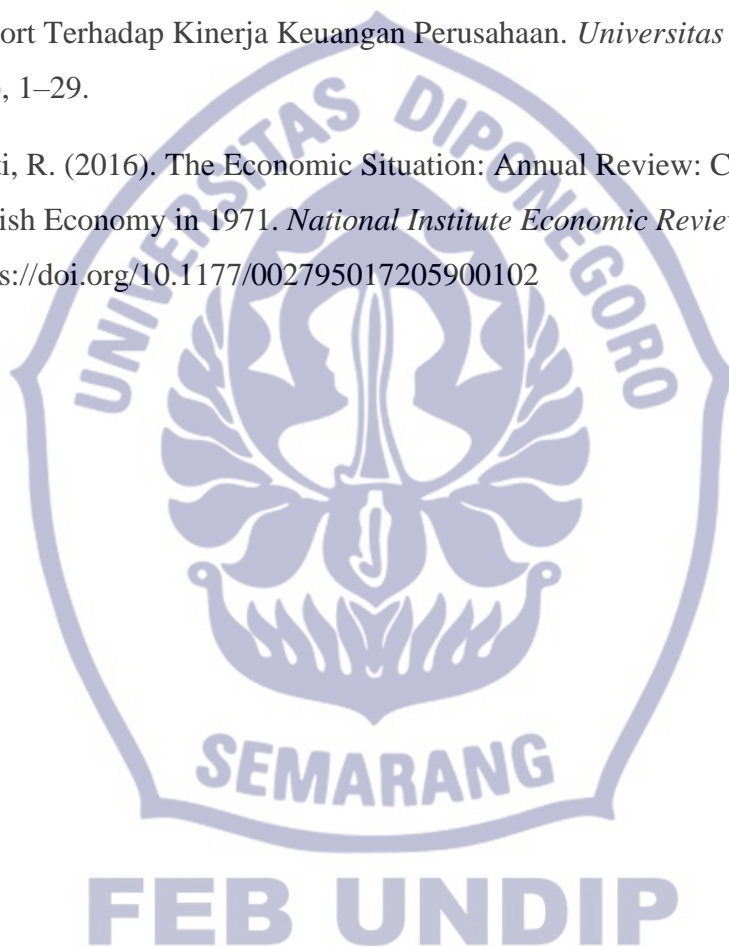 ort Terhadap Kinerja Keuangan Perusahaan. Universitas
, 1–29.
i, R. (2016). The Economic Situation: Annual Review: C
ish Economy in 1971. National Institute Economic Review
s://doi.org/10.1177/002795017205900102
UNIVERSITAS DIPONEGORO
SEMARANG
FEB UNDIP